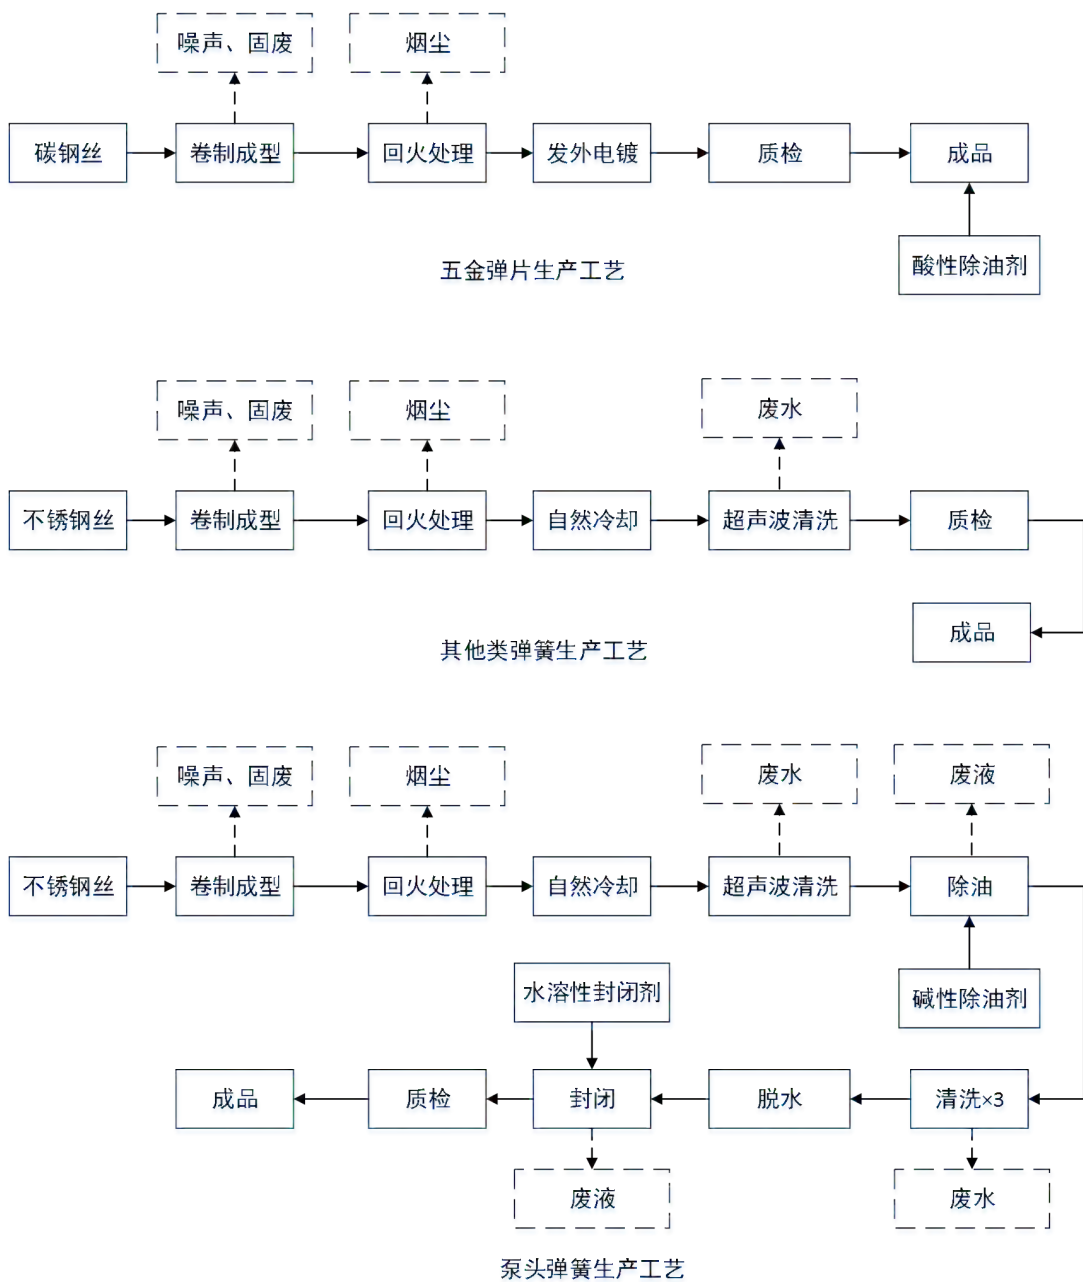 噪声、固废
烟尘
碳钢丝
卷制成型
回火处理
发外电镀
质检
成品
酸性除油剂
五金弹片生产工艺
噪声、固废
烟尘
废水
不锈钢丝
卷制成型
回火处理
自然冷却
超声波清洗
质检
成品
其他类弹簧生产工艺
噪声、固废
烟尘
废水
废液
不锈钢丝
卷制成型
回火处理
自然冷却
超声波清洗
除油
水溶性封闭剂
碱性除油剂
成品
质检
封闭
脱水
清洗×3
废液
废水
泵头弹簧生产工艺